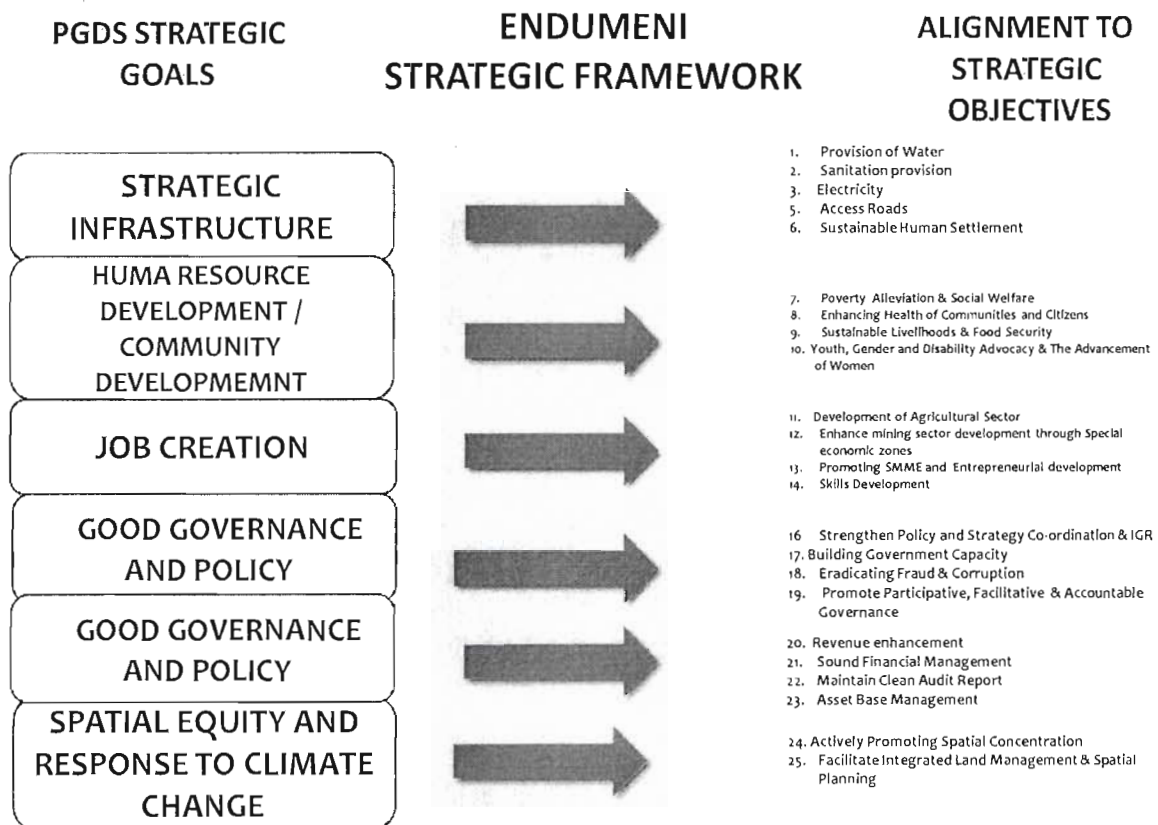 PGDS STRATEGIC
GOALS
ENDUMENI
STRATEGIC FRAMEWORK
ALIGNMENT TO
STRATEGIC
OBJECTIVES
STRATEGIC
INFRASTRUCTURE
1. Provision of Water
2. Sanitation provision
3. Electricity
5. Access Roads
6. Sustainable Human Settlement
HUMA RESOURCE
DEVELOPMENT /
COMMUNITY
DEVELOPMEMNT
7. Poverty Alleviation & Social Welfare
8. Enhancing Health of Communities and Citizens
9. Sustainable Livelihoods & Food Security
10. Youth, Gender and Disability Advocacy & The Advancement
of Women
JOB CREATION
11. Development of Agricultural Sector
12. Enhance mining sector development through Special
economic zones
13. Promoting SMME and Entrepreneurial development
14. Skills Development
GOOD GOVERNANCE
AND POLICY
16 Strengthen Policy and Strategy Co-ordination & IGR
17. Building Government Capacity
18. Eradicating Fraud & Corruption
19. Promote Participative, Facilitative & Accountable
Governance
GOOD GOVERNANCE
AND POLICY
20. Revenue enhancement
21. Sound Financial Management
22. Maintain Clean Audit Report
23. Asset Base Management
SPATIAL EQUITY AND
RESPONSE TO CLIMATE
CHANGE
24. Actively Promoting Spatial Concentration
25. Facilitate Integrated Land Management & Spatial
Planning